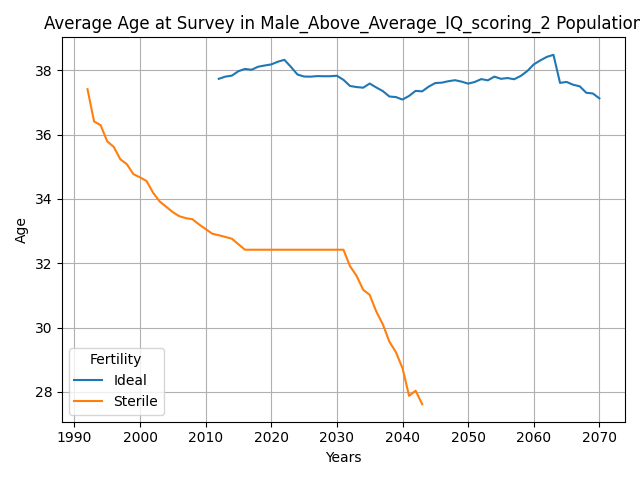 Average Age at Survey in Male_Above_Average_IQ_scoring_2 Population
38
36
34
32
30
28
Age
Fertility
Ideal
Sterile
1990 2000 2010 2020 2030 2040 2050 2060 2070
Years